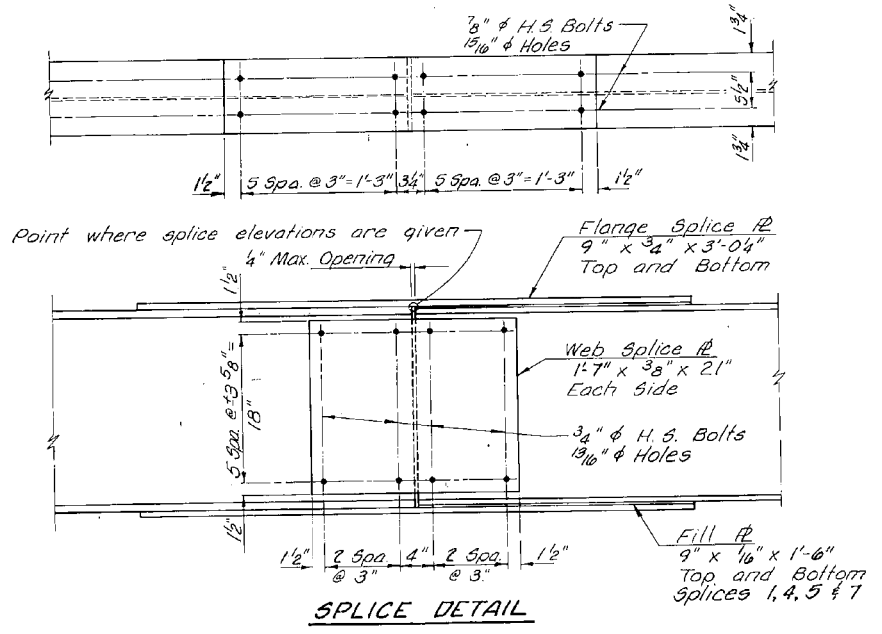 7/8" ϕ H.S. Bolts
15/16" ϕ Holes
1 3/4"
5 1/2"
1 3/4"
1 1/2"
5 Spa. @ 3" = 1'-3"
3 1/4"
5 Spa. @ 3" = 1'-3"
1 1/2"
Point where splice elevations are given
1/4" Max. Opening
Flange Splice ℄
9" x 3/4" x 3'-0 1/4"
Top and Bottom
1 1/2"
5 Spa. @ ±3 5/8" =
18"
1 1/2"
Web Splice ℄
1'-7" x 3/8" x 21"
Each Side
3/4" ϕ H. S. Bolts
13/16" ϕ Holes
1 1/2"
2 Spa.
@ 3"
4"
2 Spa.
@ 3"
1 1/2"
Fill ℄
9" x 1/16" x 1'-6"
Top and Bottom
Splices 1, 4, 5 & 7
SPLICE DETAIL